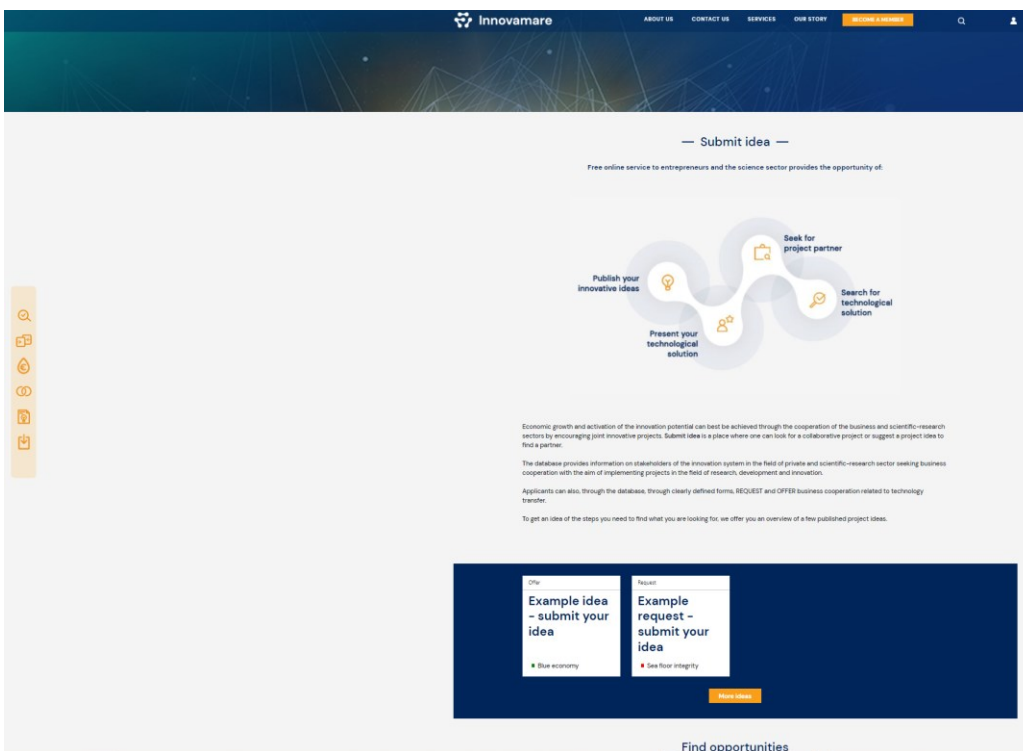 Innovamare
ABOUT US
CONTACT US
SERVICES
OUR STORY
BECOME A MEMBER
— Submit idea —
Free online service to entrepreneurs and the science sector provides the opportunity of:
Seek for
project partner
Publish your
innovative ideas
Search for
technological
solution
Present your
technological
solution
Economic growth and activation of the innovation potential can best be achieved through the cooperation of the business and scientific-research
sectors by encouraging joint innovative projects. Submit idea is a place where one can look for a collaborative project or suggest a project idea to
find a partner.
The database provides information on stakeholders of the innovation system in the field of private and scientific-research sector seeking business
cooperation with the aim of implementing projects in the field of research, development and innovation.
Applicants can also, through the database, through clearly defined forms, REQUEST and OFFER business cooperation related to technology
transfer.
To get an idea of the steps you need to find what you are looking for, we offer you an overview of a few published project ideas.
Offer
Example idea
- submit your
idea
Blue economy
Request
Example
request -
submit your
idea
Sea floor integrity
More ideas
Find opportunities